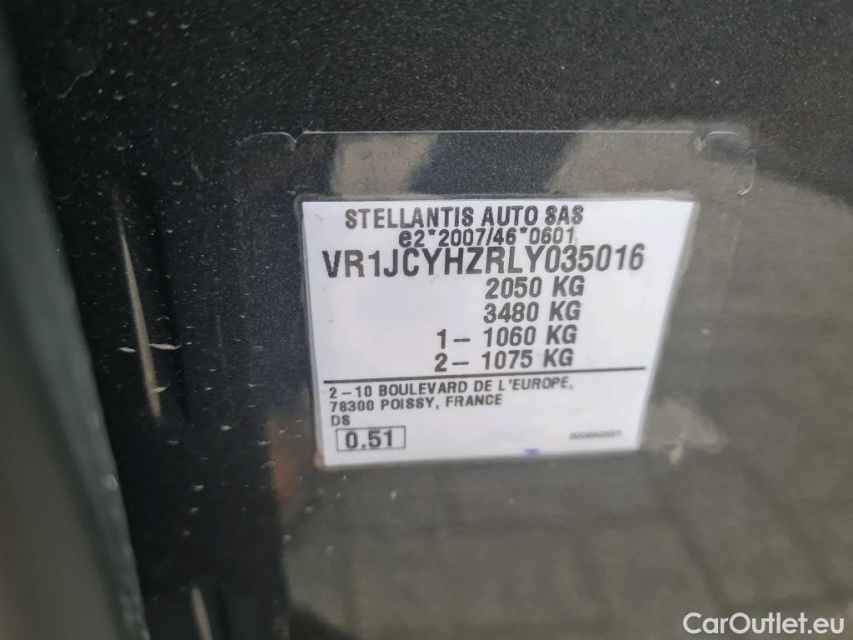 STELLANTIS AUTO SAS
e2*2007/46*0601
VR1JCYHZRLY035016
2050 KG
3480 KG
1- 1060 KG
2- 1075 KG
2-10 BOULEVARD DE L'EUROPE,
78300 POISSY, FRANCE
DS
0.51
CarOutlet.eu